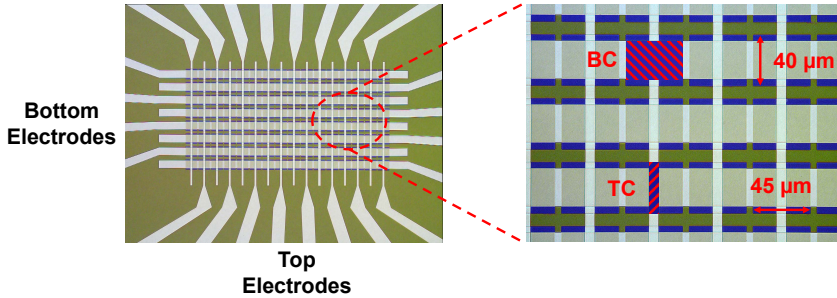 Bottom
Electrodes
Top
Electrodes
BC
40 µm
TC
45 µm